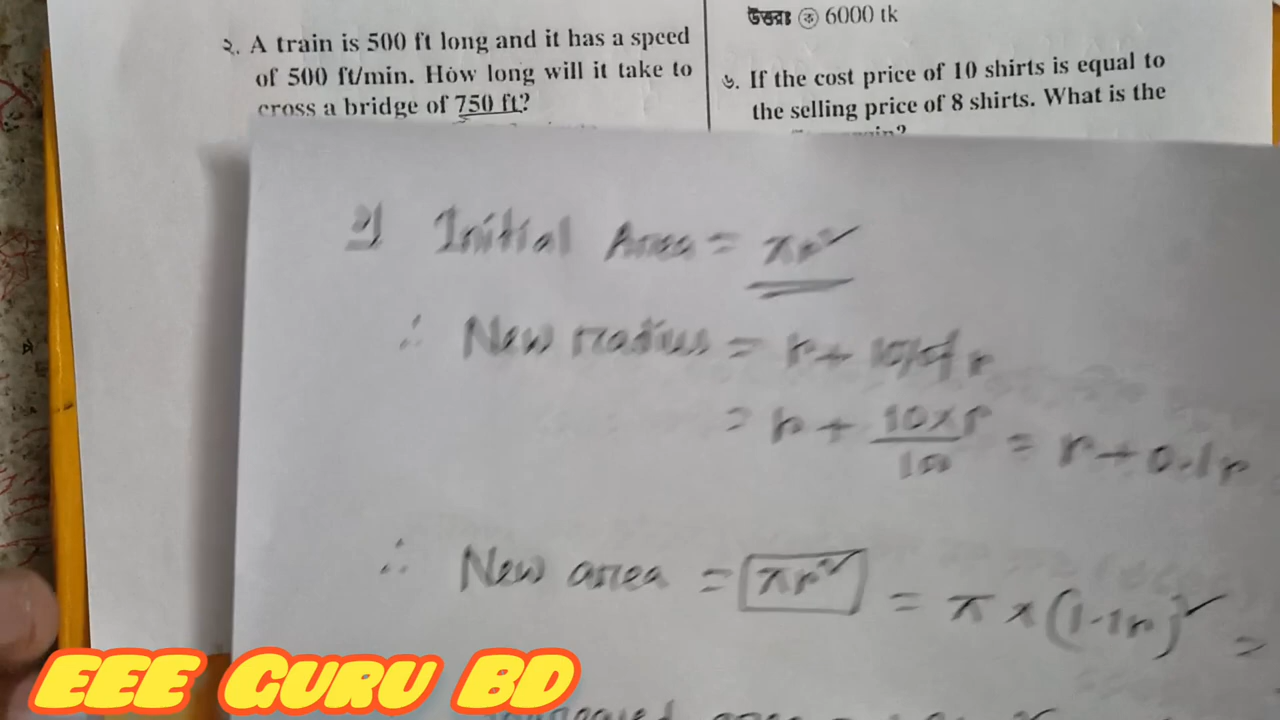 ২. A train is 500 ft long and it has a speed
of 500 ft/min. How long will it take to
cross a bridge of 750 ft?
উত্তরঃ ক 6000 tk
৬. If the cost price of 10 shirts is equal to
the selling price of 8 shirts. What is the
১) Initial Area = πr²
∴ New radius = r + 10% of r
= r + 10×r/100 = r + 0.1r
∴ New area = πr² = π × (1.1r)² =
EEE GURU BD